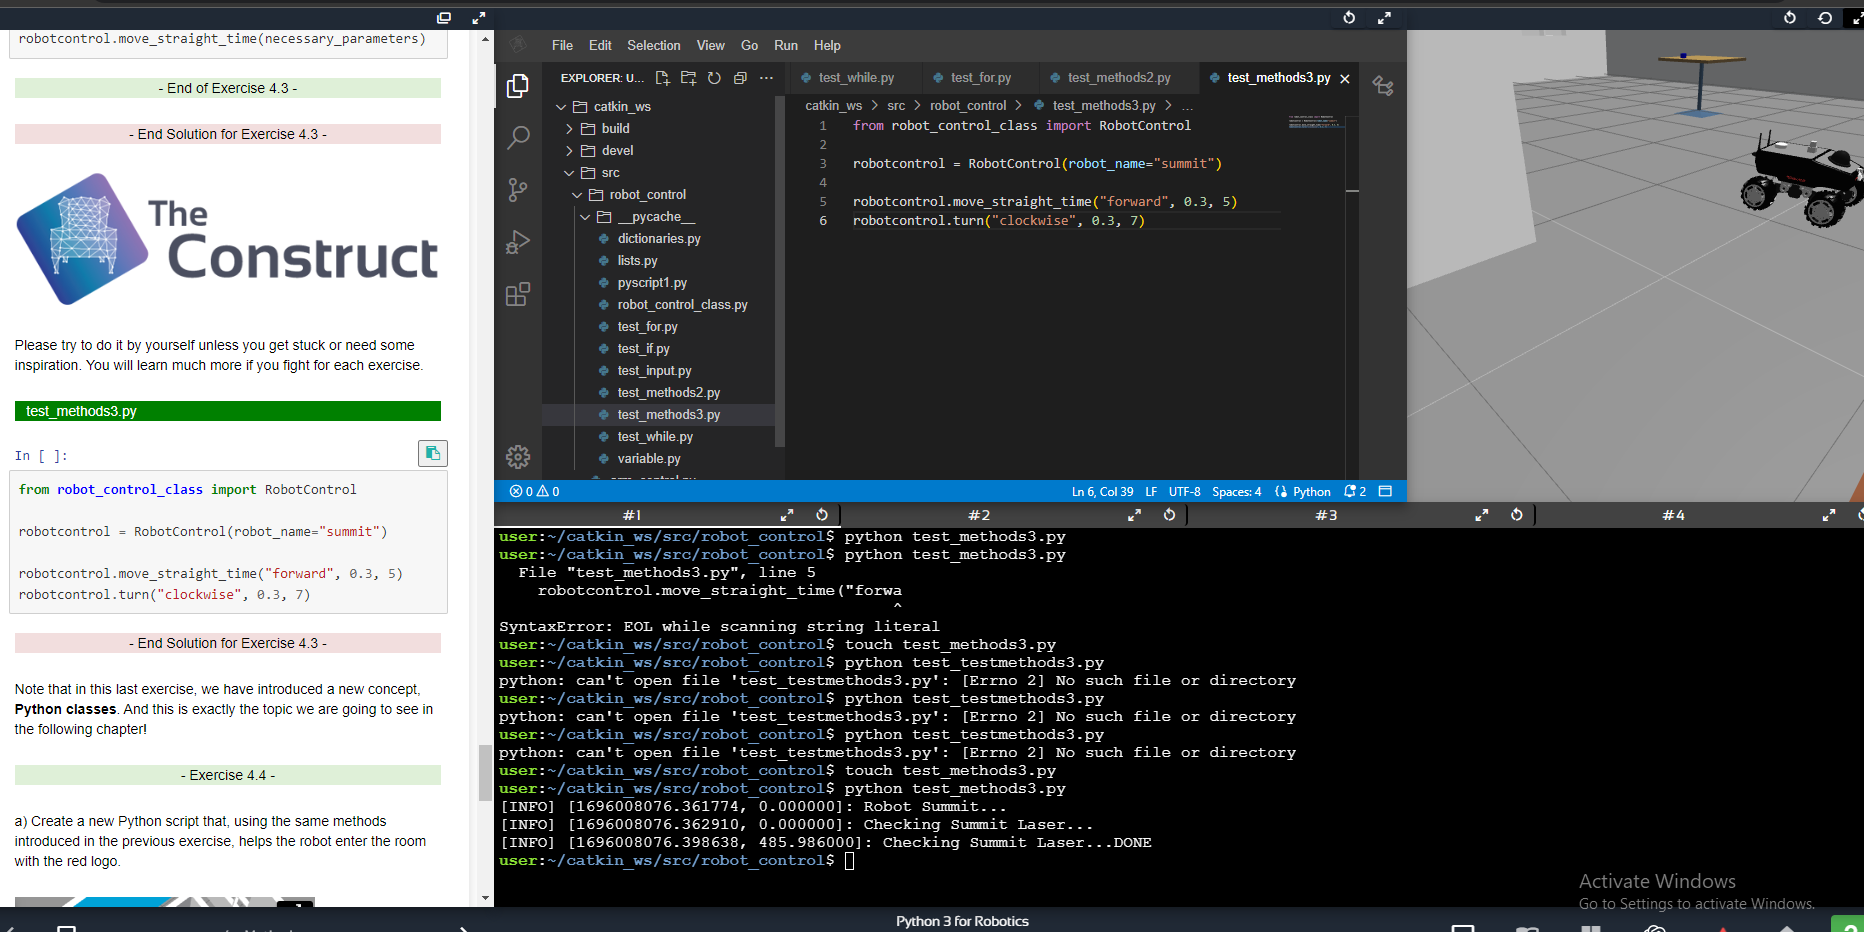 robotcontrol.move_straight_time(necessary_parameters)
- End of Exercise 4.3 -
- End Solution for Exercise 4.3 -
The
Construct
Please try to do it by yourself unless you get stuck or need some
inspiration. You will learn much more if you fight for each exercise.
test_methods3.py
In [ ]:
from robot_control_class import RobotControl
robotcontrol = RobotControl(robot_name="summit")
robotcontrol.move_straight_time("forward", 0.3, 5)
robotcontrol.turn("clockwise", 0.3, 7)
- End Solution for Exercise 4.3 -
Note that in this last exercise, we have introduced a new concept,
Python classes. And this is exactly the topic we are going to see in
the following chapter!
- Exercise 4.4 -
a) Create a new Python script that, using the same methods
introduced in the previous exercise, helps the robot enter the room
with the red logo.
File Edit Selection View Go Run Help
EXPLORER: U...
catkin_ws
build
devel
src
robot_control
__pycache__
dictionaries.py
lists.py
pyscript1.py
robot_control_class.py
test_for.py
test_if.py
test_input.py
test_methods2.py
test_methods3.py
test_while.py
variable.py
test_while.py test_for.py test_methods2.py test_methods3.py
catkin_ws > src > robot_control > test_methods3.py > ...
1 from robot_control_class import RobotControl
2
3 robotcontrol = RobotControl(robot_name="summit")
4
5 robotcontrol.move_straight_time("forward", 0.3, 5)
6 robotcontrol.turn("clockwise", 0.3, 7)
0 0 Ln 6, Col 39 LF UTF-8 Spaces: 4 Python 2
#1 #2 #3 #4
user:~/catkin_ws/src/robot_control$ python test_methods3.py
user:~/catkin_ws/src/robot_control$ python test_methods3.py
File "test_methods3.py", line 5
robotcontrol.move_straight_time("forwa
^
SyntaxError: EOL while scanning string literal
user:~/catkin_ws/src/robot_control$ touch test_methods3.py
user:~/catkin_ws/src/robot_control$ python test_testmethods3.py
python: can't open file 'test_testmethods3.py': [Errno 2] No such file or directory
user:~/catkin_ws/src/robot_control$ python test_testmethods3.py
python: can't open file 'test_testmethods3.py': [Errno 2] No such file or directory
user:~/catkin_ws/src/robot_control$ python test_testmethods3.py
python: can't open file 'test_testmethods3.py': [Errno 2] No such file or directory
user:~/catkin_ws/src/robot_control$ touch test_methods3.py
user:~/catkin_ws/src/robot_control$ python test_methods3.py
[INFO] [1696008076.361774, 0.000000]: Robot Summit...
[INFO] [1696008076.362910, 0.000000]: Checking Summit Laser...
[INFO] [1696008076.398638, 485.986000]: Checking Summit Laser...DONE
user:~/catkin_ws/src/robot_control$
Activate Windows
Go to Settings to activate Windows.
Python 3 for Robotics